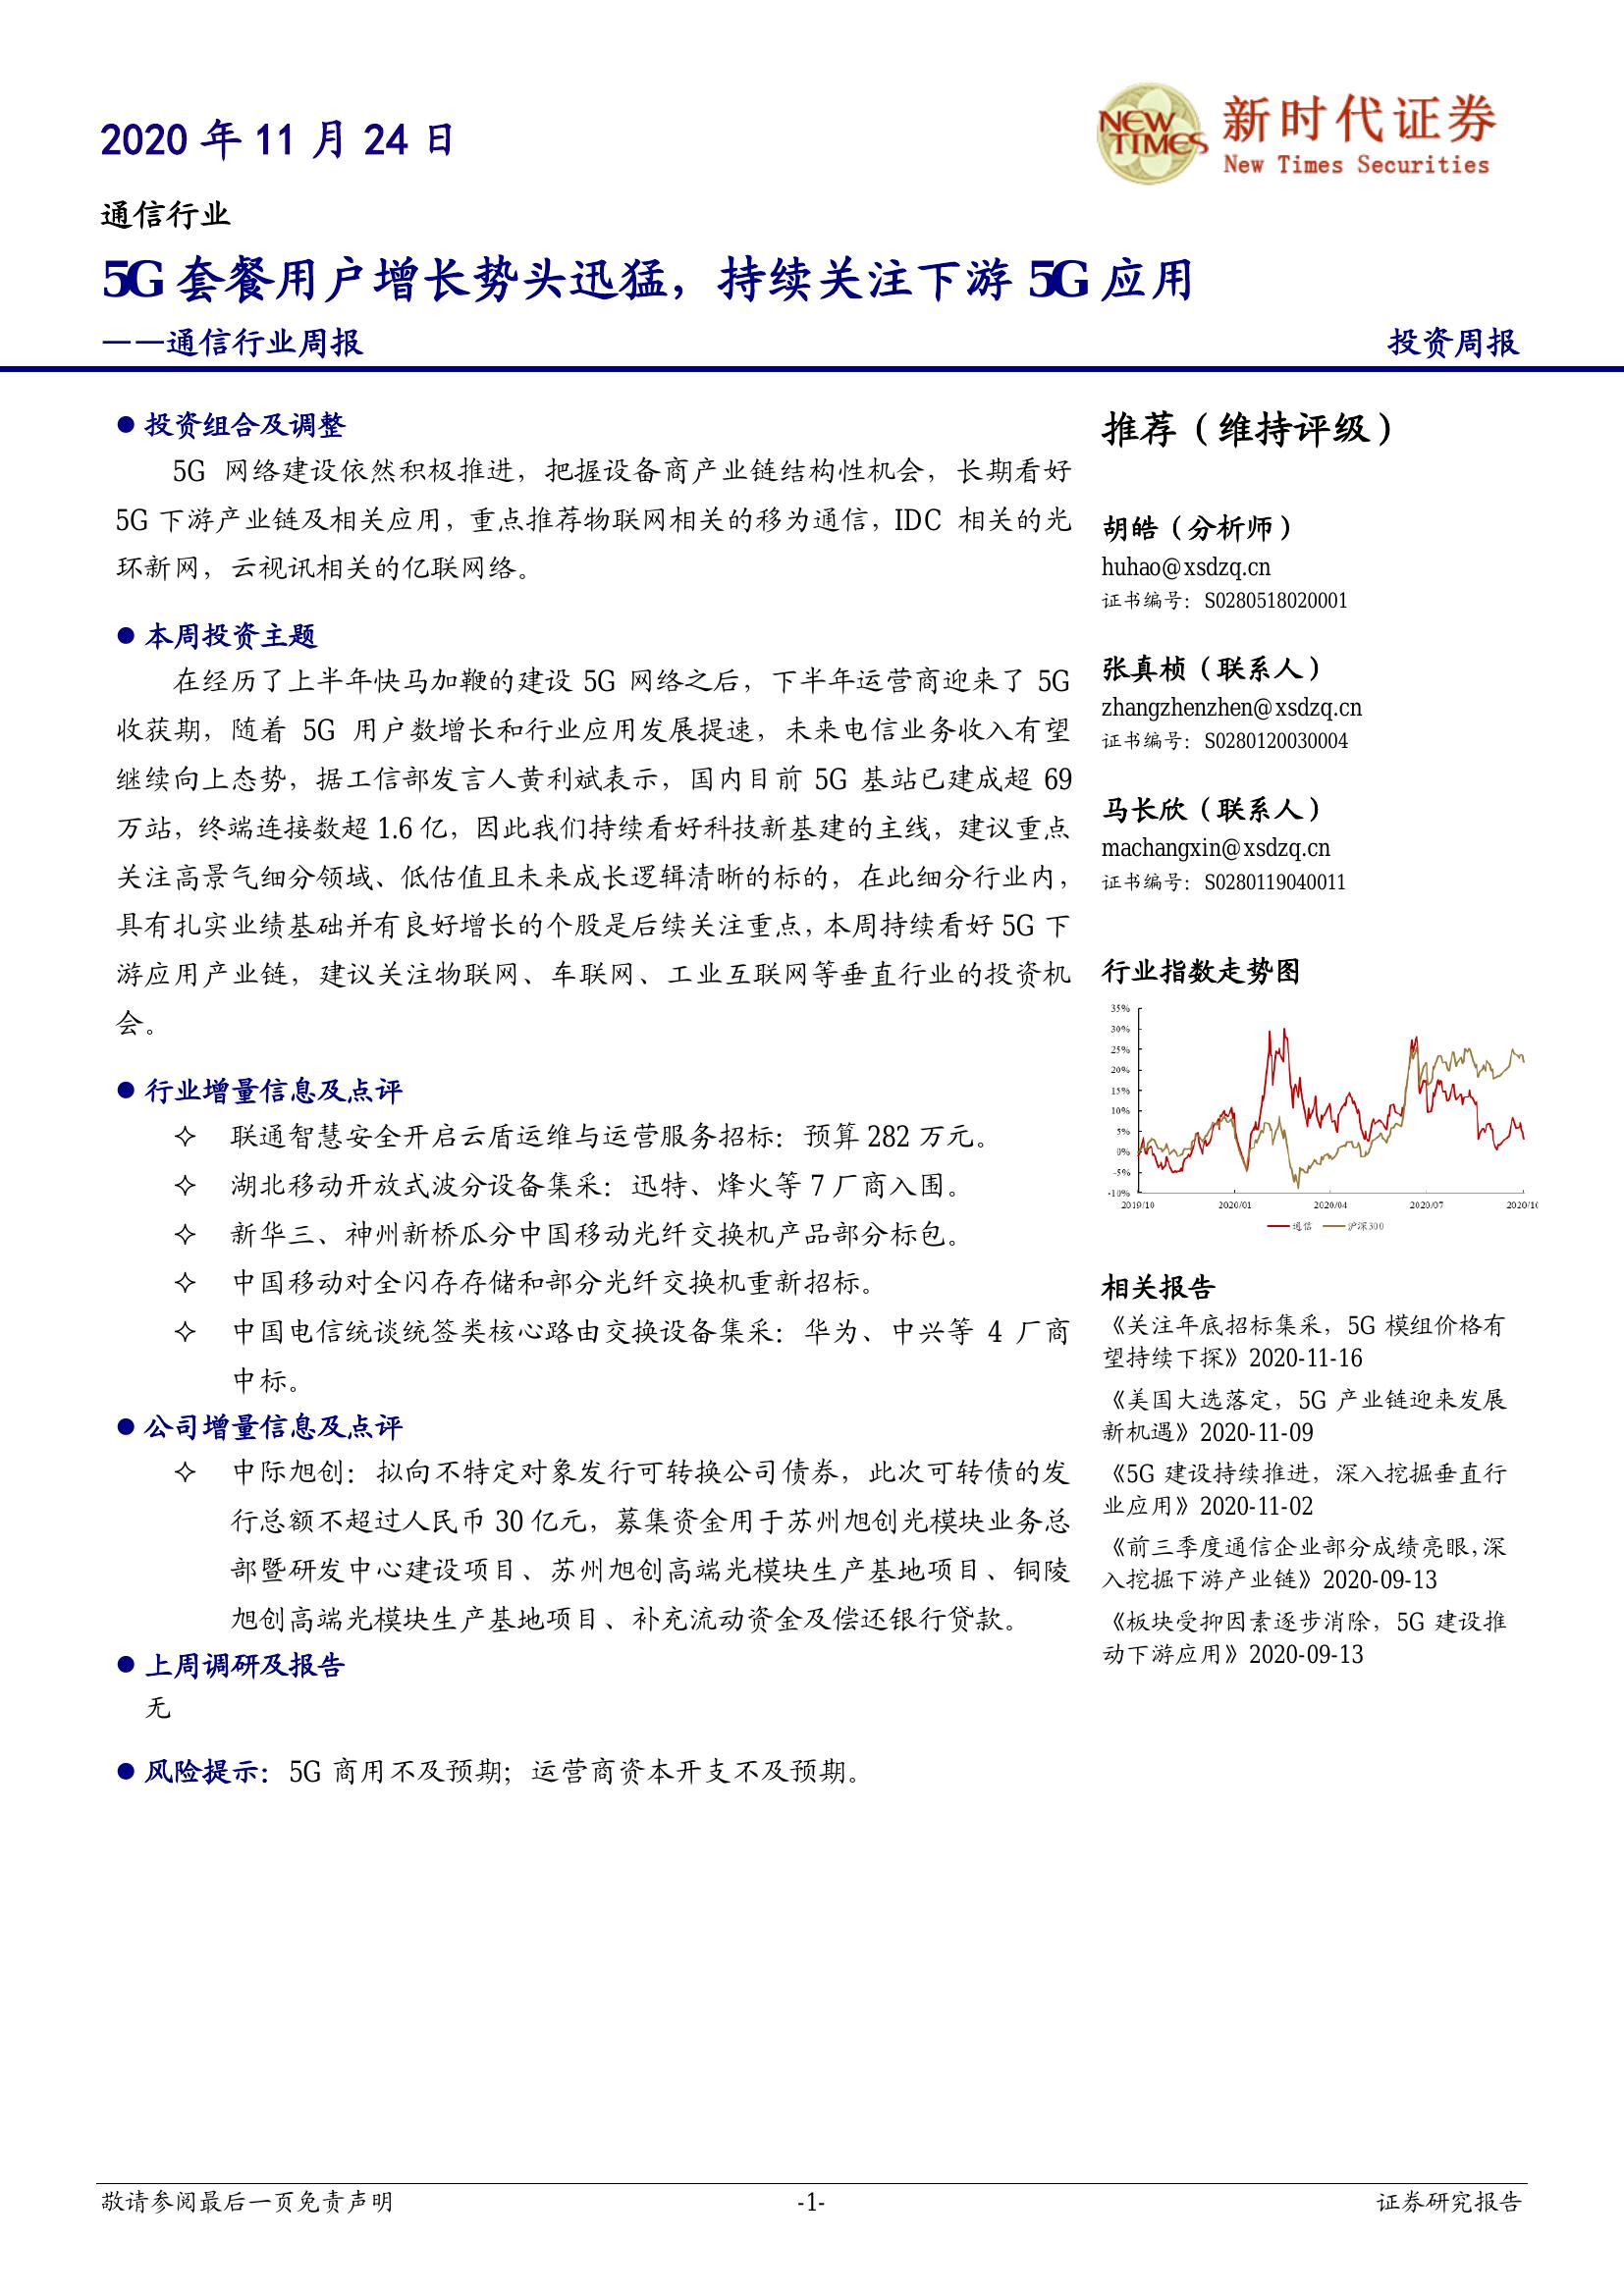 2020 年 11 月 24 日
NEW
TIMES
新时代证券
New Times Securities
通信行业
5G 套餐用户增长势头迅猛，持续关注下游 5G 应用
——通信行业周报
投资周报
● 投资组合及调整
5G 网络建设依然积极推进，把握设备商产业链结构性机会，长期看好
5G 下游产业链及相关应用，重点推荐物联网相关的移为通信，IDC 相关的光
环新网，云视讯相关的亿联网络。
● 本周投资主题
在经历了上半年快马加鞭的建设 5G 网络之后，下半年运营商迎来了 5G
收获期，随着 5G 用户数增长和行业应用发展提速，未来电信业务收入有望
继续向上态势，据工信部发言人黄利斌表示，国内目前 5G 基站已建成超 69
万站，终端连接数超 1.6 亿，因此我们持续看好科技新基建的主线，建议重点
关注高景气细分领域、低估值且未来成长逻辑清晰的标的，在此细分行业内，
具有扎实业绩基础并有良好增长的个股是后续关注重点，本周持续看好 5G 下
游应用产业链，建议关注物联网、车联网、工业互联网等垂直行业的投资机
会。
● 行业增量信息及点评
✧ 联通智慧安全开启云盾运维与运营服务招标：预算 282 万元。
✧ 湖北移动开放式波分设备集采：迅特、烽火等 7 厂商入围。
✧ 新华三、神州新桥瓜分中国移动光纤交换机产品部分标包。
✧ 中国移动对全闪存存储和部分光纤交换机重新招标。
✧ 中国电信统谈统签类核心路由交换设备集采：华为、中兴等 4 厂商
中标。
● 公司增量信息及点评
✧ 中际旭创：拟向不特定对象发行可转换公司债券，此次可转债的发
行总额不超过人民币 30 亿元，募集资金用于苏州旭创光模块业务总
部暨研发中心建设项目、苏州旭创高端光模块生产基地项目、铜陵
旭创高端光模块生产基地项目、补充流动资金及偿还银行贷款。
● 上周调研及报告
无
● 风险提示：5G 商用不及预期；运营商资本开支不及预期。
推荐（维持评级）
胡皓（分析师）
huhao@xsdzq.cn
证书编号：S0280518020001
张真桢（联系人）
zhangzhenzhen@xsdzq.cn
证书编号：S0280120030004
马长欣（联系人）
machangxin@xsdzq.cn
证书编号：S0280119040011
行业指数走势图
35%
30%
25%
20%
15%
10%
5%
0%
-5%
-10%
2019/10 2020/01 2020/04 2020/07 2020/10
通信 沪深300
相关报告
《关注年底招标集采，5G 模组价格有
望持续下探》2020-11-16
《美国大选落定，5G 产业链迎来发展
新机遇》2020-11-09
《5G 建设持续推进，深入挖掘垂直行
业应用》2020-11-02
《前三季度通信企业部分成绩亮眼，深
入挖掘下游产业链》2020-09-13
《板块受抑因素逐步消除，5G 建设推
动下游应用》2020-09-13
敬请参阅最后一页免责声明
-1-
证券研究报告